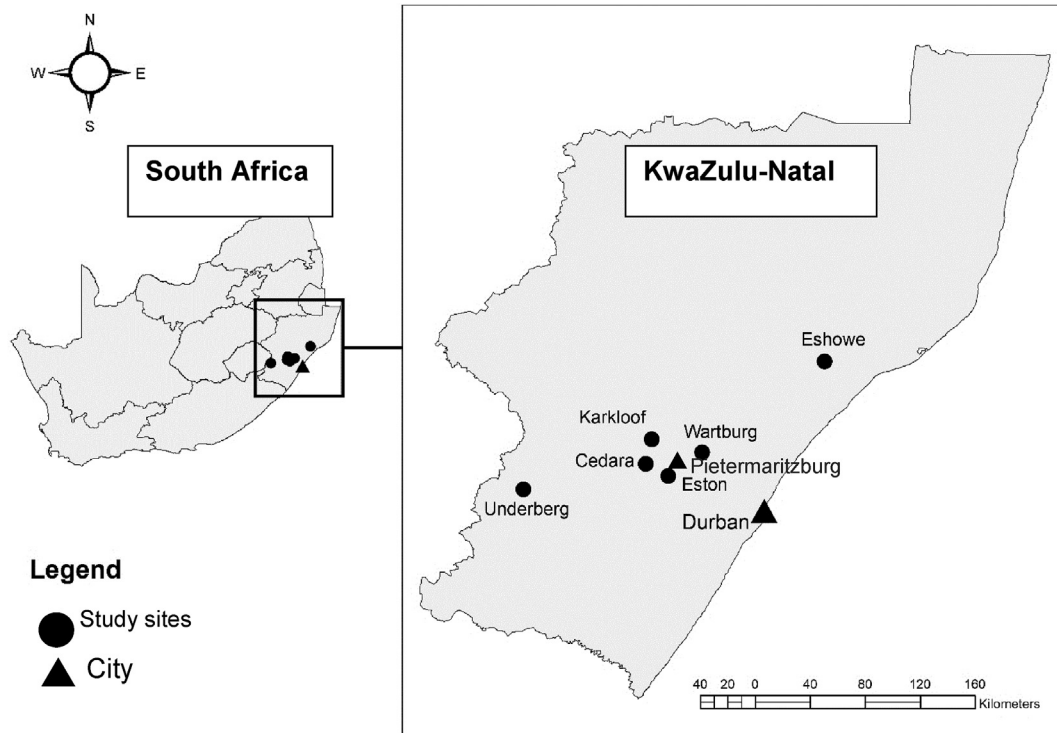 N
W E
S
South Africa
KwaZulu-Natal
Eshowe
Karkloof
Wartburg
Cedara
Pietermaritzburg
Eston
Underberg
Durban
Legend
Study sites
City
40 20 0 40 80 120 160
Kilometers